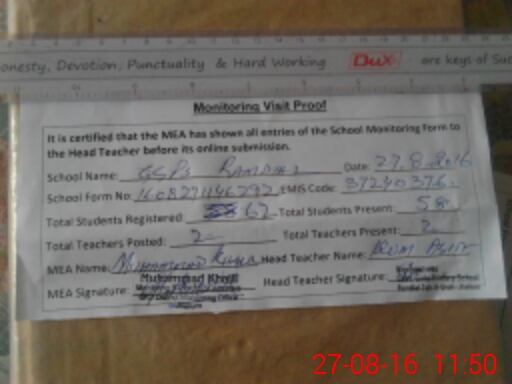 onesty, Devotion, Punctuality & Hard Working Dux are keys of Suc
Monitoring Visit Proof
It is certified that the MEA has shown all entries of the School Monitoring Form to
the Head Teacher before its online submission.
School Name: GSPS Date: 27.8.2016
School Form No: EMIS Code: 37240376
Total Students Registered: 62 Total Students Present: 58
Total Teachers Posted: 2 Total Teachers Present: 2
MEA Name: Muhammad Khalil Head Teacher Name:
MEA Signature: Muhammad Khalil Head Teacher Signature:
27-08-16 11:50